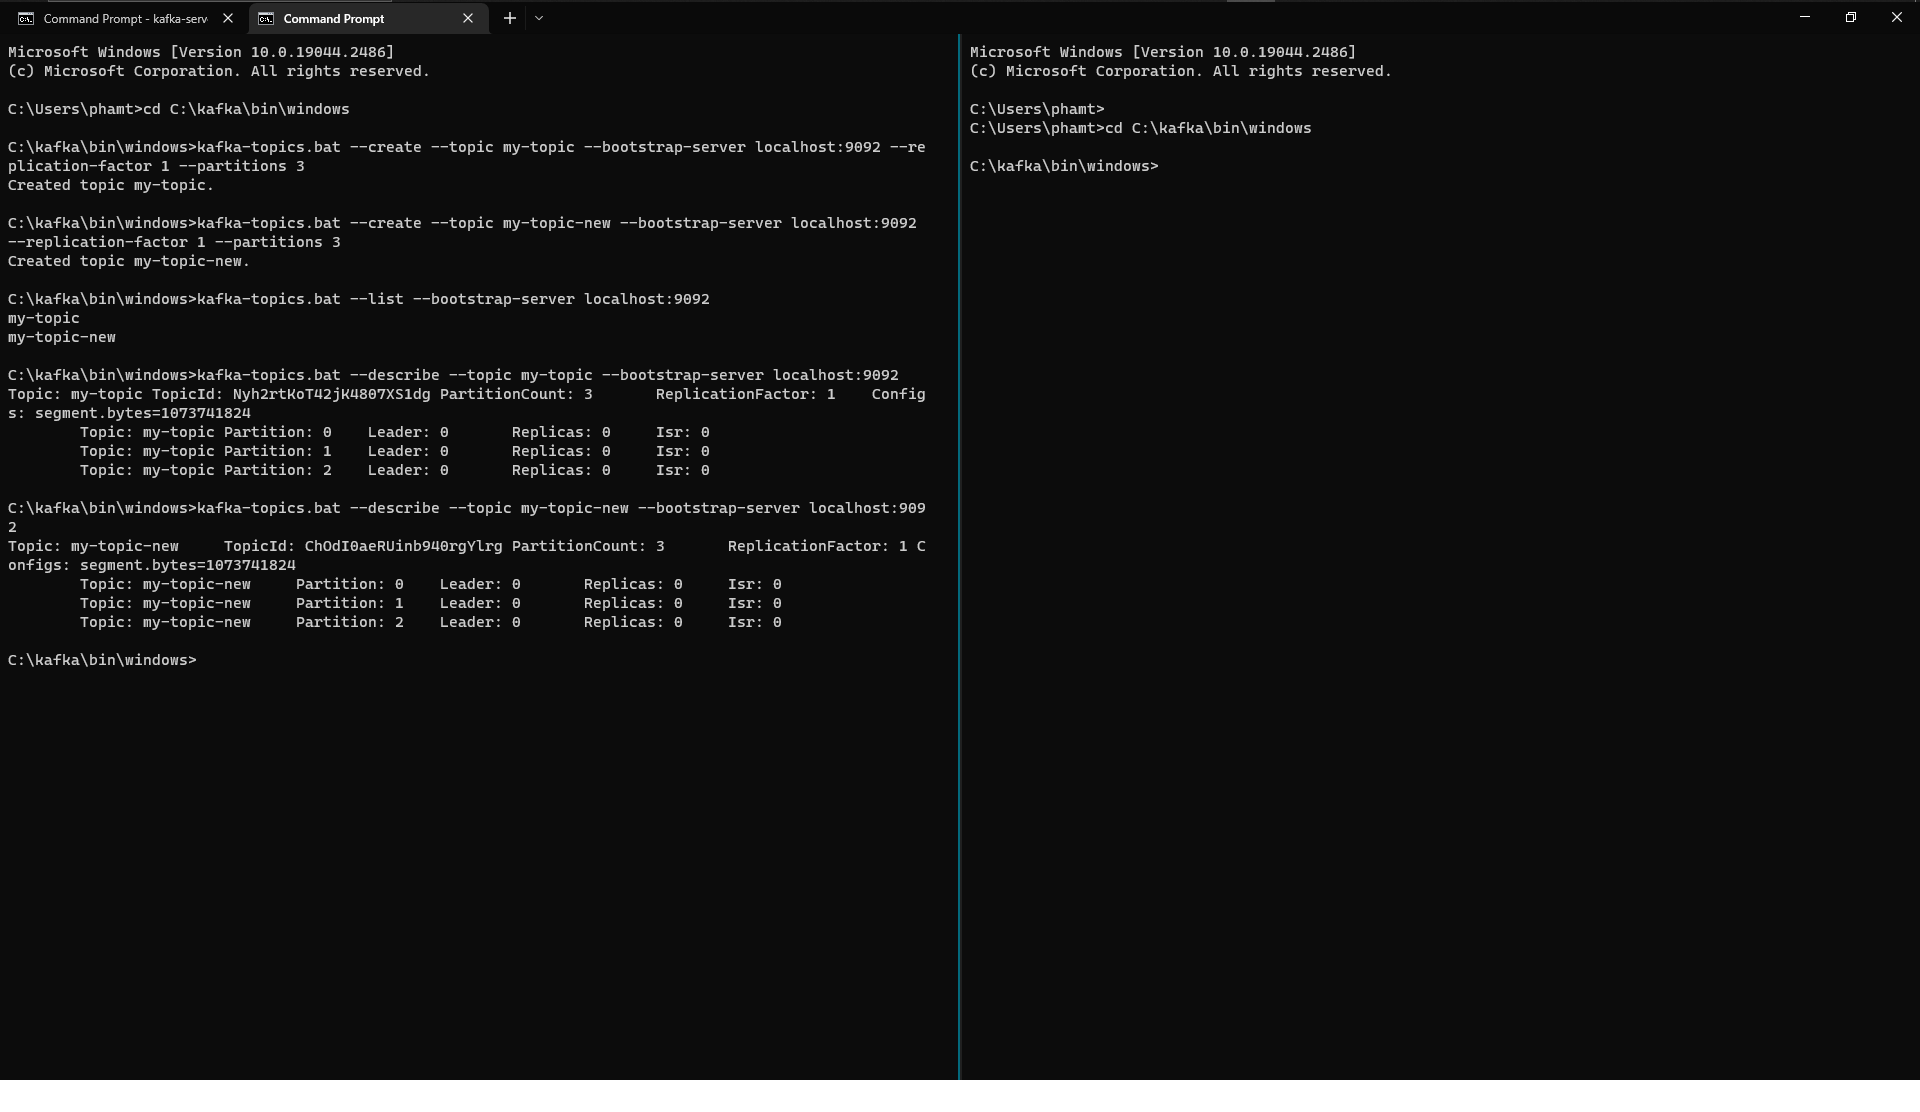 Command Prompt - kafka-serv
Command Prompt
Microsoft Windows [Version 10.0.19044.2486]
(c) Microsoft Corporation. All rights reserved.
C:\Users\phamt>cd C:\kafka\bin\windows
C:\kafka\bin\windows>kafka-topics.bat --create --topic my-topic --bootstrap-server localhost:9092 --re
plication-factor 1 --partitions 3
Created topic my-topic.
C:\kafka\bin\windows>kafka-topics.bat --create --topic my-topic-new --bootstrap-server localhost:9092
--replication-factor 1 --partitions 3
Created topic my-topic-new.
C:\kafka\bin\windows>kafka-topics.bat --list --bootstrap-server localhost:9092
my-topic
my-topic-new
C:\kafka\bin\windows>kafka-topics.bat --describe --topic my-topic --bootstrap-server localhost:9092
Topic: my-topic TopicId: Nyh2rtKoT42jK4807XS1dg PartitionCount: 3 ReplicationFactor: 1 Config
s: segment.bytes=1073741824
Topic: my-topic Partition: 0 Leader: 0 Replicas: 0 Isr: 0
Topic: my-topic Partition: 1 Leader: 0 Replicas: 0 Isr: 0
Topic: my-topic Partition: 2 Leader: 0 Replicas: 0 Isr: 0
C:\kafka\bin\windows>kafka-topics.bat --describe --topic my-topic-new --bootstrap-server localhost:909
2
Topic: my-topic-new TopicId: ChOdI0aeRUinb940rgYlrg PartitionCount: 3 ReplicationFactor: 1 C
onfigs: segment.bytes=1073741824
Topic: my-topic-new Partition: 0 Leader: 0 Replicas: 0 Isr: 0
Topic: my-topic-new Partition: 1 Leader: 0 Replicas: 0 Isr: 0
Topic: my-topic-new Partition: 2 Leader: 0 Replicas: 0 Isr: 0
C:\kafka\bin\windows>
Microsoft Windows [Version 10.0.19044.2486]
(c) Microsoft Corporation. All rights reserved.
C:\Users\phamt>
C:\Users\phamt>cd C:\kafka\bin\windows
C:\kafka\bin\windows>